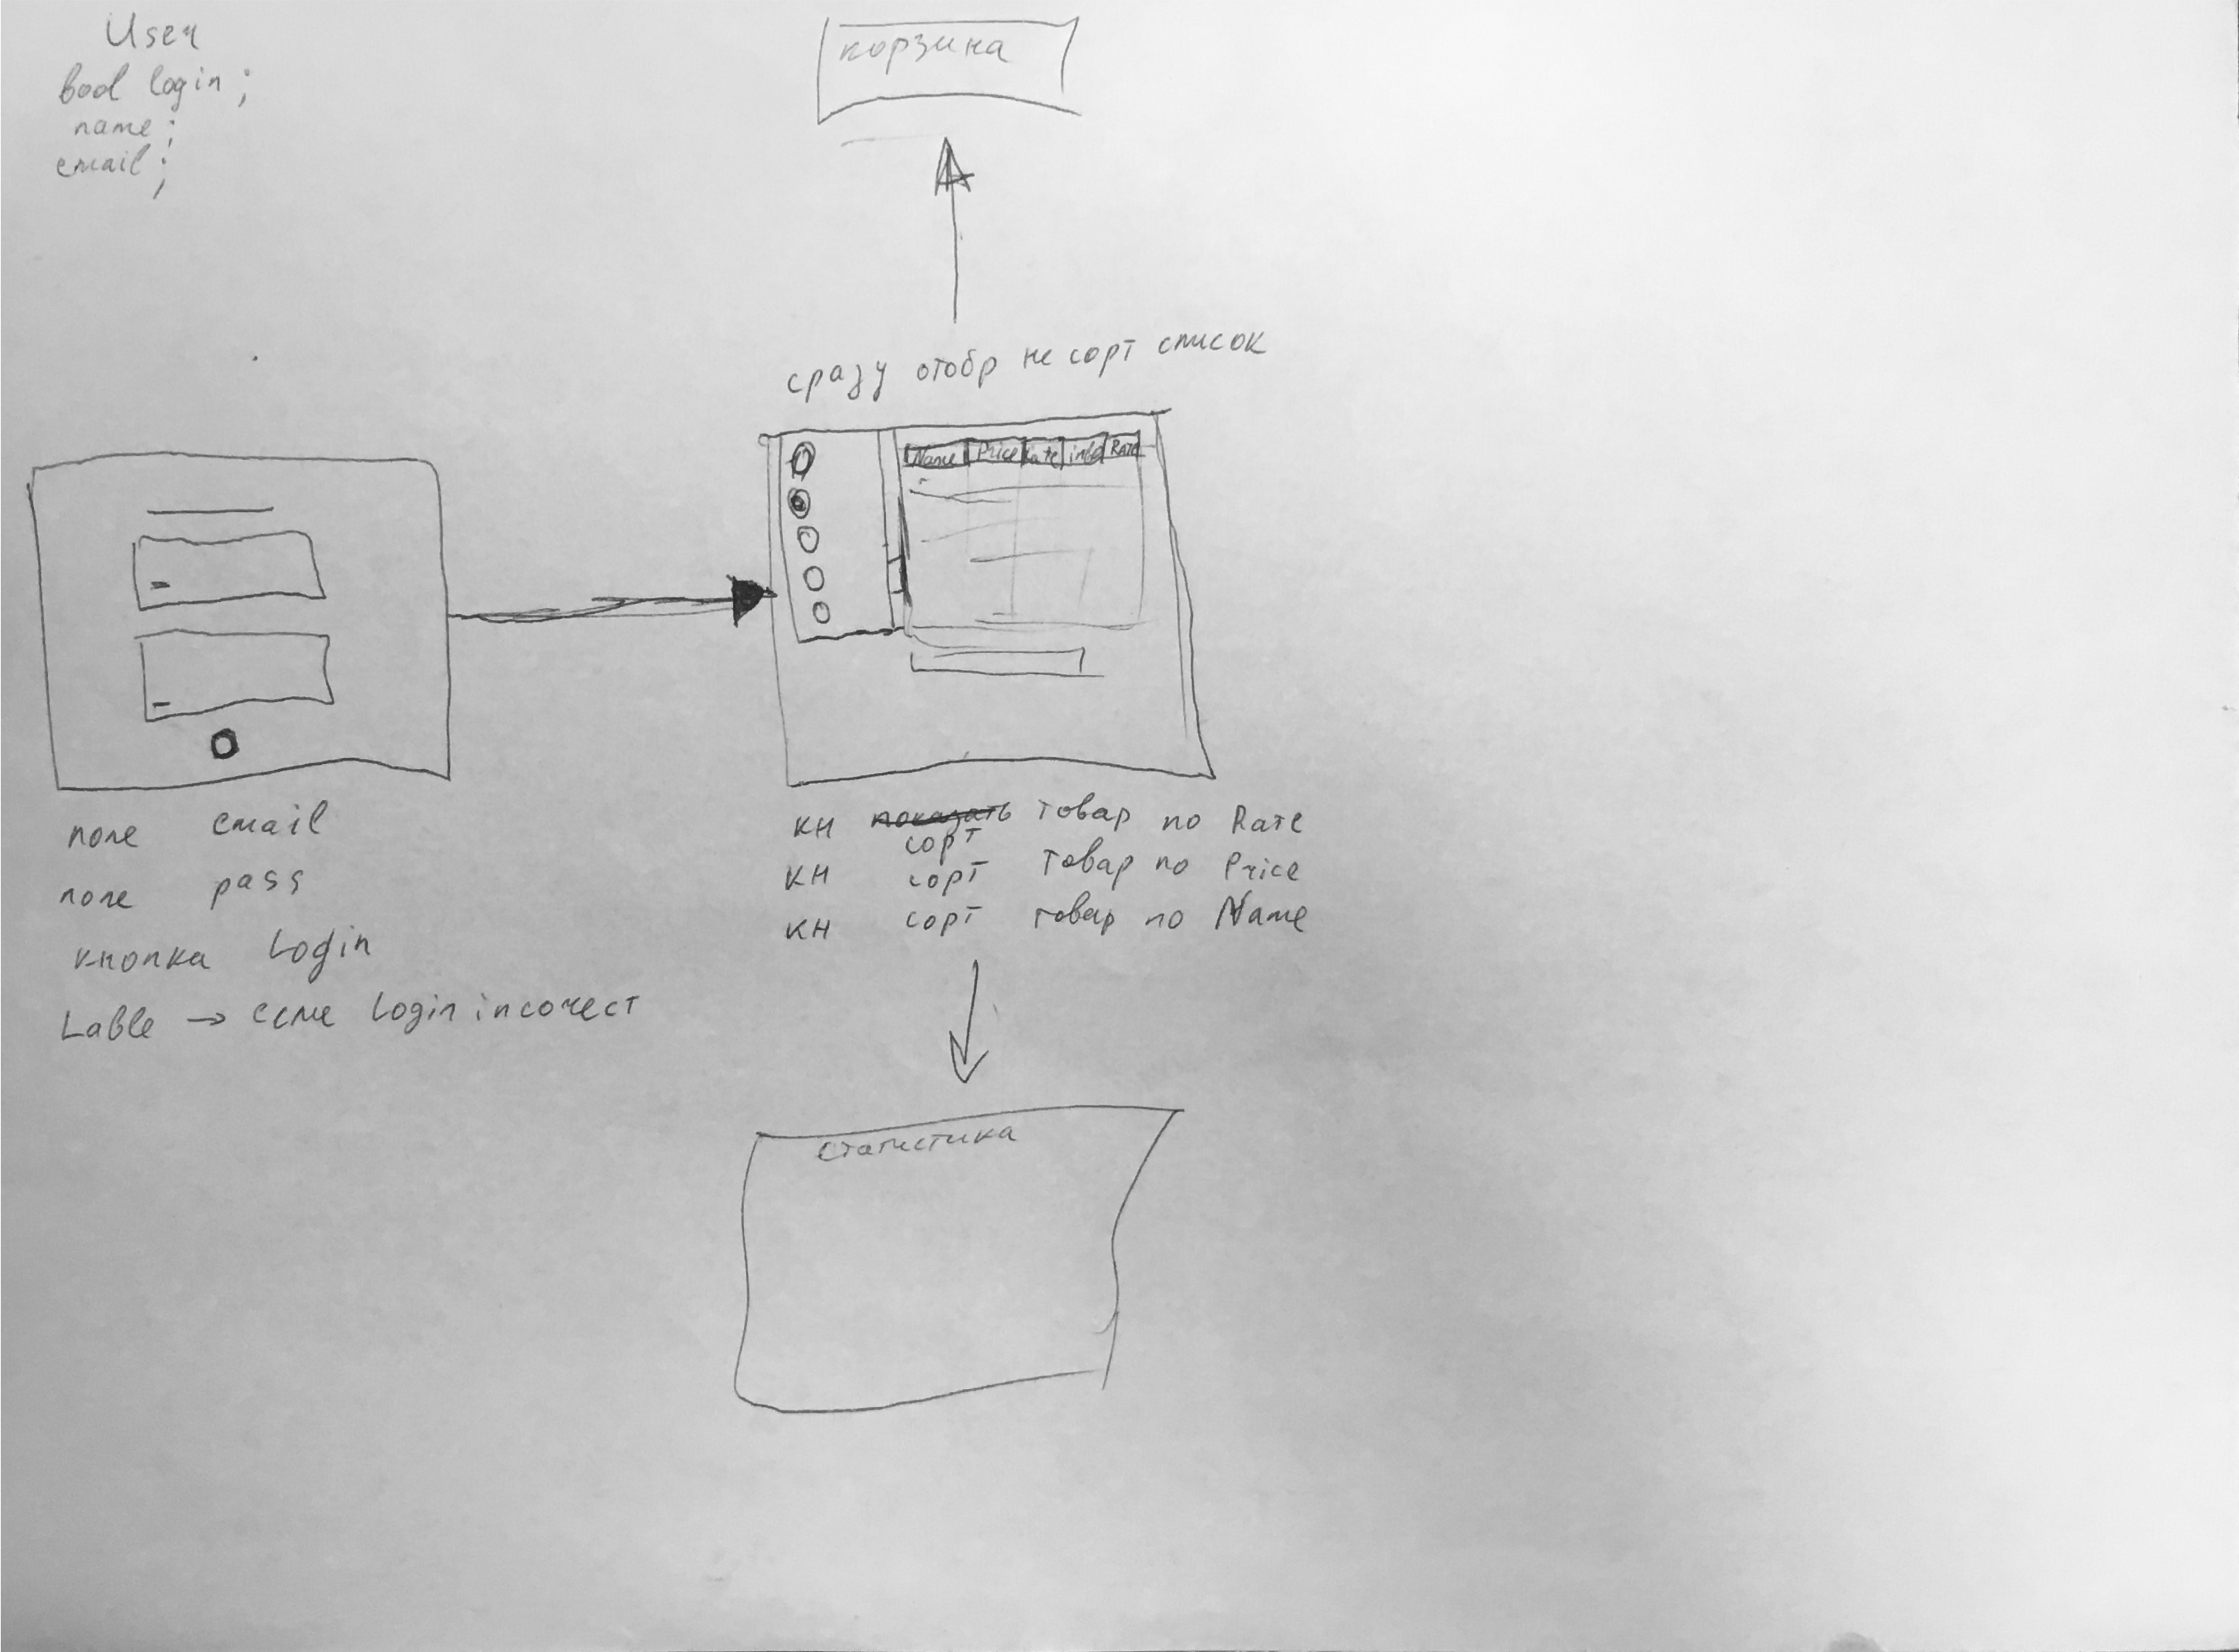 User
bool login;
name;
email;
корзина
сразу отобр не сорт список
Name Price info Rate
поле email
поле pass
кнопка Login
Lable → если Login incorect
кн показать товар по Rate
сорт
кн сорт товар по Price
кн сорт товар по Name
статистика